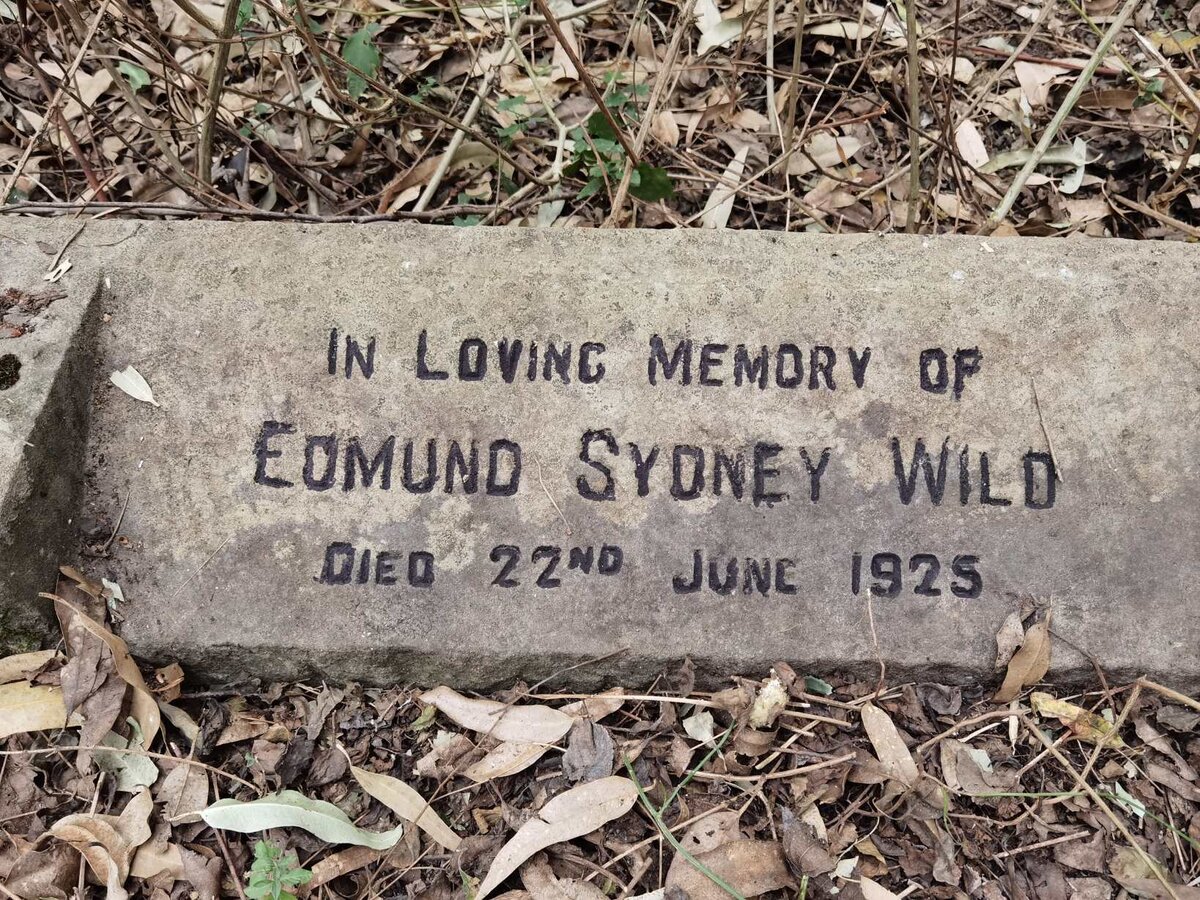 In Loving Memory of
Edmund Sydney Wild
Died 22nd June 1925